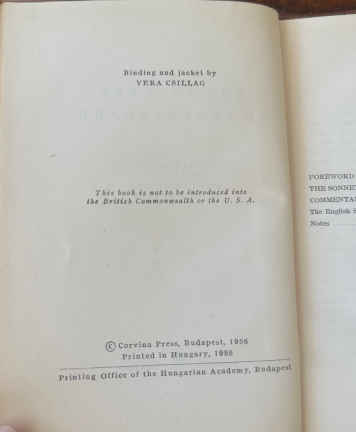 Binding and jacket by
VERA CSILLAG
This book is not to be introduced into
the British Commonwealth or the U. S. A.
© Corvina Press, Budapest, 1956
Printed in Hungary, 1956
Printing Office of the Hungarian Academy, Budapest
FOREWORD
THE
COMMENTA
The English
Notes